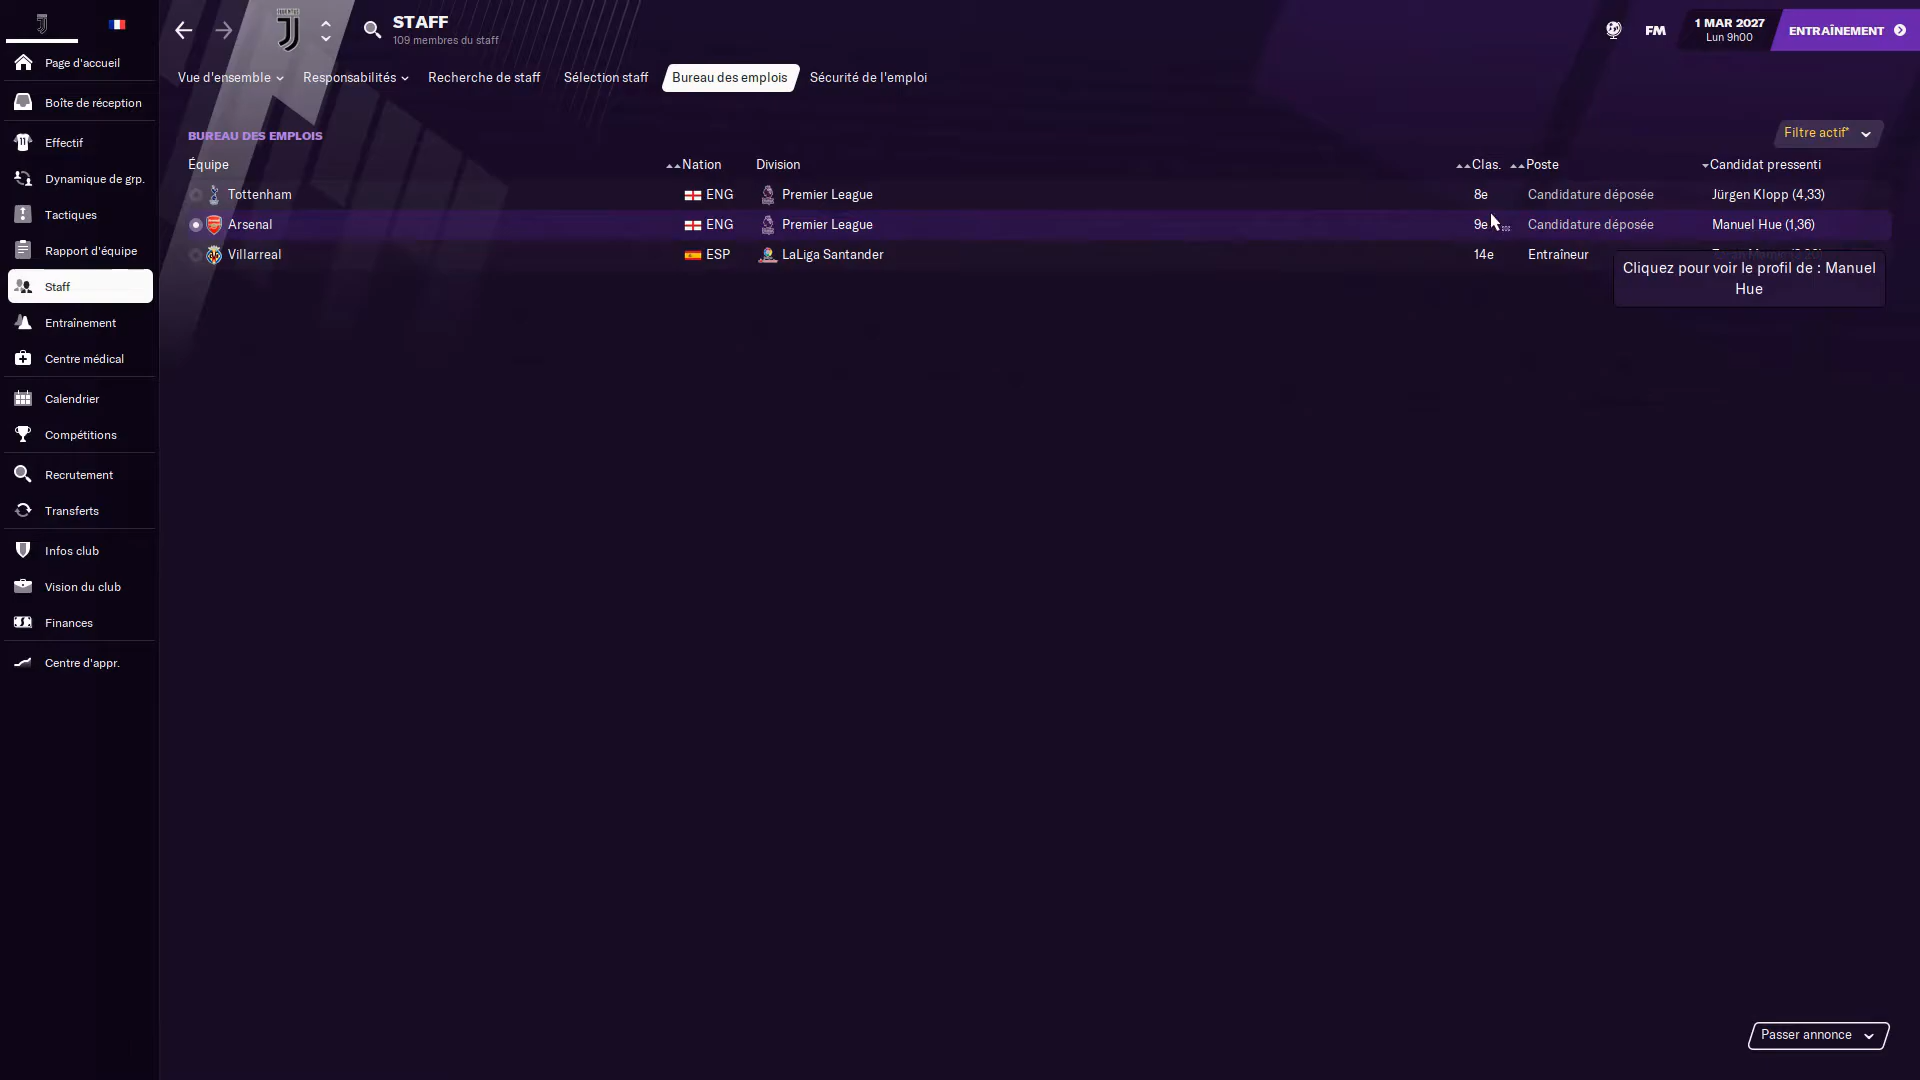 STAFF
109 membres du staff
FM
1 MAR 2027
Lun 9h00
ENTRAÎNEMENT
Page d'accueil
Boîte de réception
Effectif
Dynamique de grp.
Tactiques
Rapport d'équipe
Staff
Entraînement
Centre médical
Calendrier
Compétitions
Recrutement
Transferts
Infos club
Vision du club
Finances
Centre d'appr.
Vue d'ensemble Responsabilités Recherche de staff Sélection staff Bureau des emplois Sécurité de l'emploi
BUREAU DES EMPLOIS
Filtre actif*
Équipe Nation Division Clas. Poste Candidat pressenti
Tottenham ENG Premier League 8e Candidature déposée Jürgen Klopp (4,33)
Arsenal ENG Premier League 9e Candidature déposée Manuel Hue (1,36)
Villarreal ESP LaLiga Santander 14e Entraîneur
Cliquez pour voir le profil de : Manuel
Hue
Passer annonce